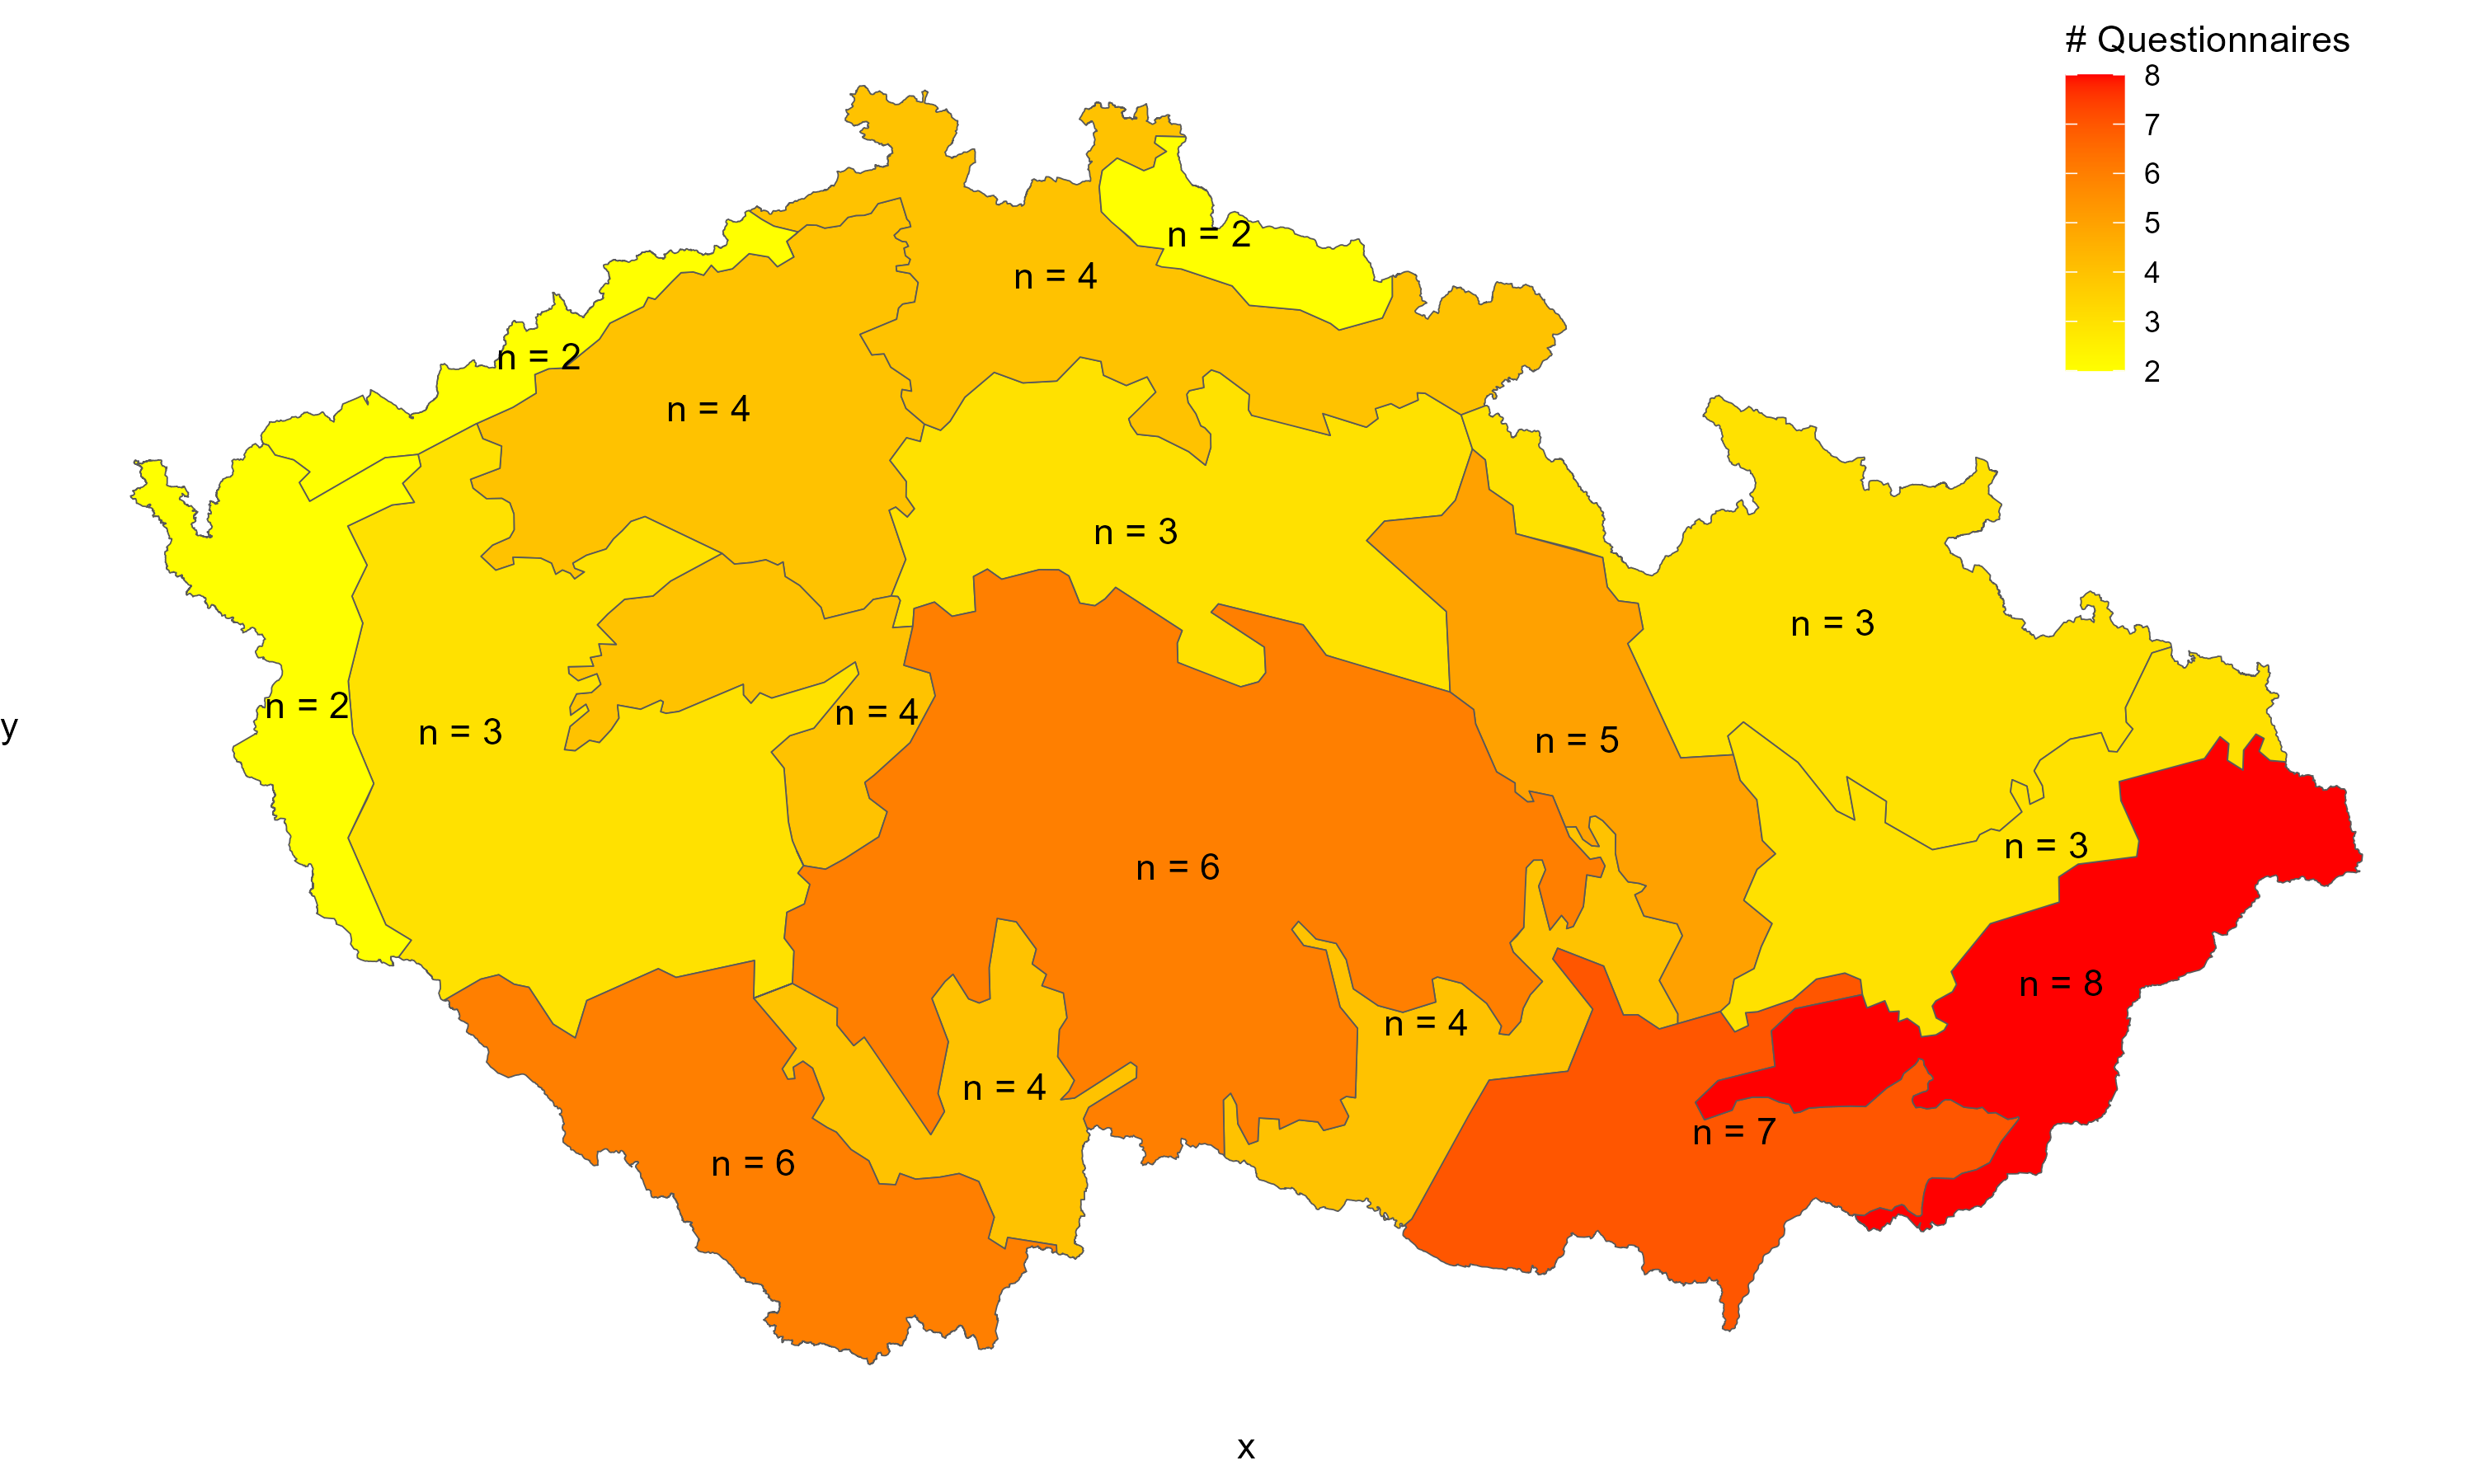 # Questionnaires
8
7
6
5
4
3
2
n = 2
n = 4
n = 2
n = 4
n = 3
n = 3
n = 2
n = 4
n = 3
n = 5
n = 3
n = 6
n = 8
n = 4
n = 4
n = 7
n = 6
y
x